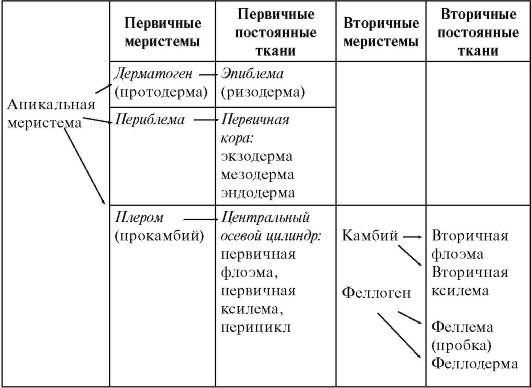 Первичные меристемы
Первичные постоянные ткани
Вторичные меристемы
Вторичные постоянные ткани
Апикальная
меристема
Дерматоген
(протодерма)
Эпиблема
(ризодерма)
Периблема
Первичная
кора:
экзодерма
мезодерма
эндодерма
Плером
(прокамбий)
Центральный
осевой цилиндр:
первичная
флоэма,
первичная
ксилема,
перицикл
Камбий
Феллоген
Вторичная
флоэма
Вторичная
ксилема
Феллема
(пробка)
Феллодерма